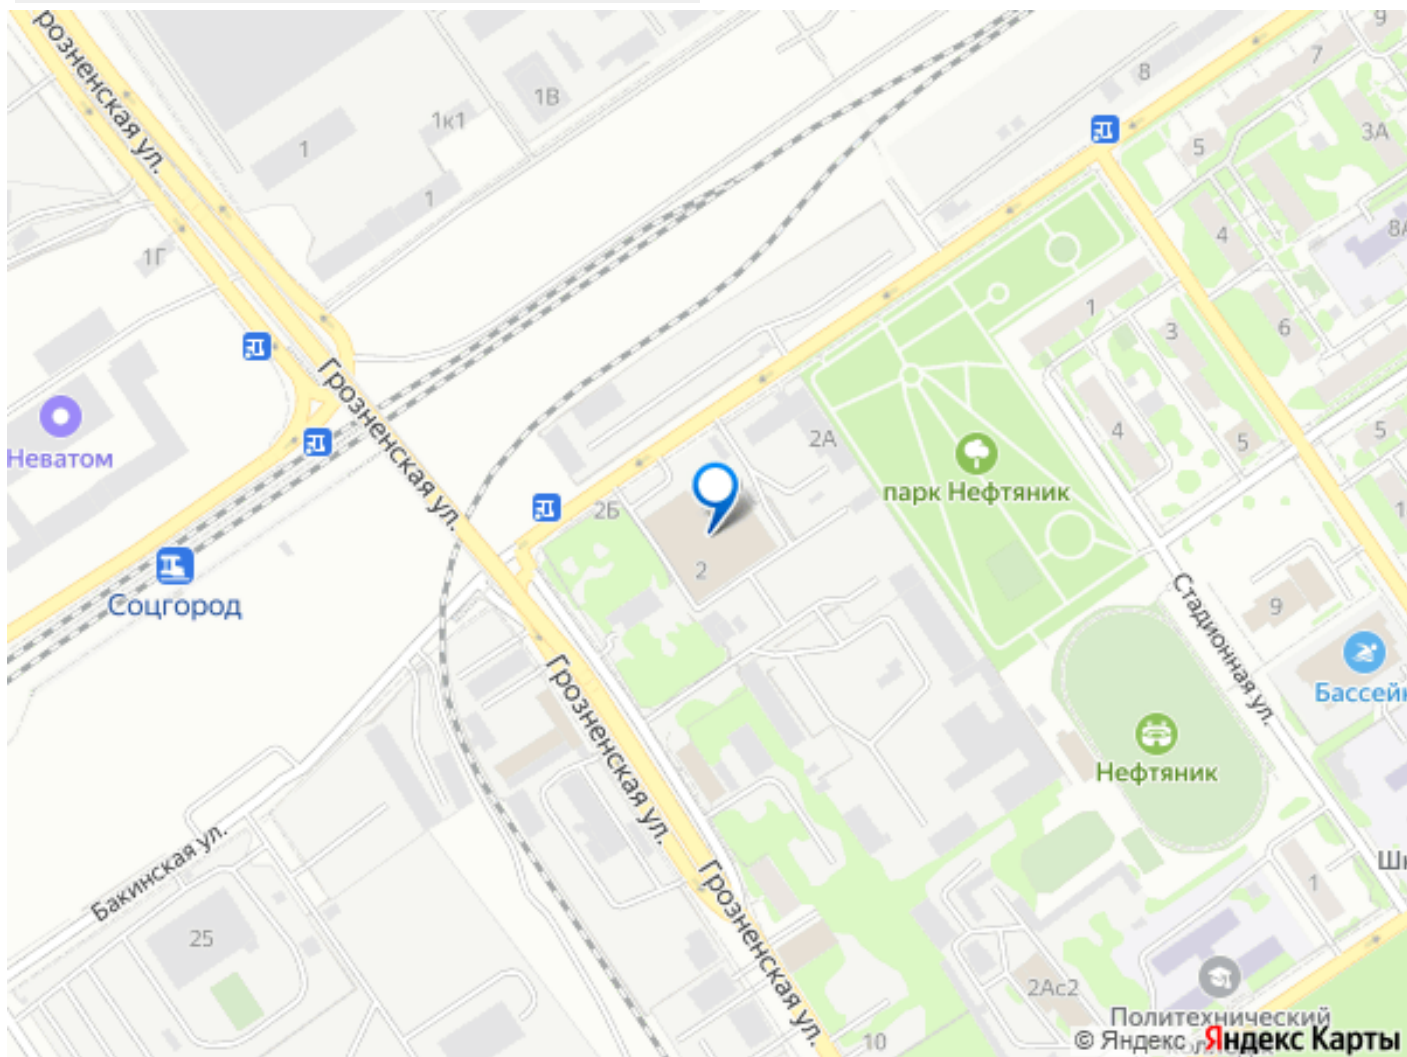 Грозненская ул.
9
7
8
1В
1к1
1
5
3А
1
4
8А
1Г
1
3
6
Грозненская ул.
Неватом
2А
4
5
5
парк Нефтяник
2Б
2
Соцгород
Стадионная ул.
9
Бассейн
Грозненская ул.
Нефтяник
Бакинская ул.
1
Грозненская ул.
25
2Ас2
Политехнический
10
© Яндекс Яндекс Карты